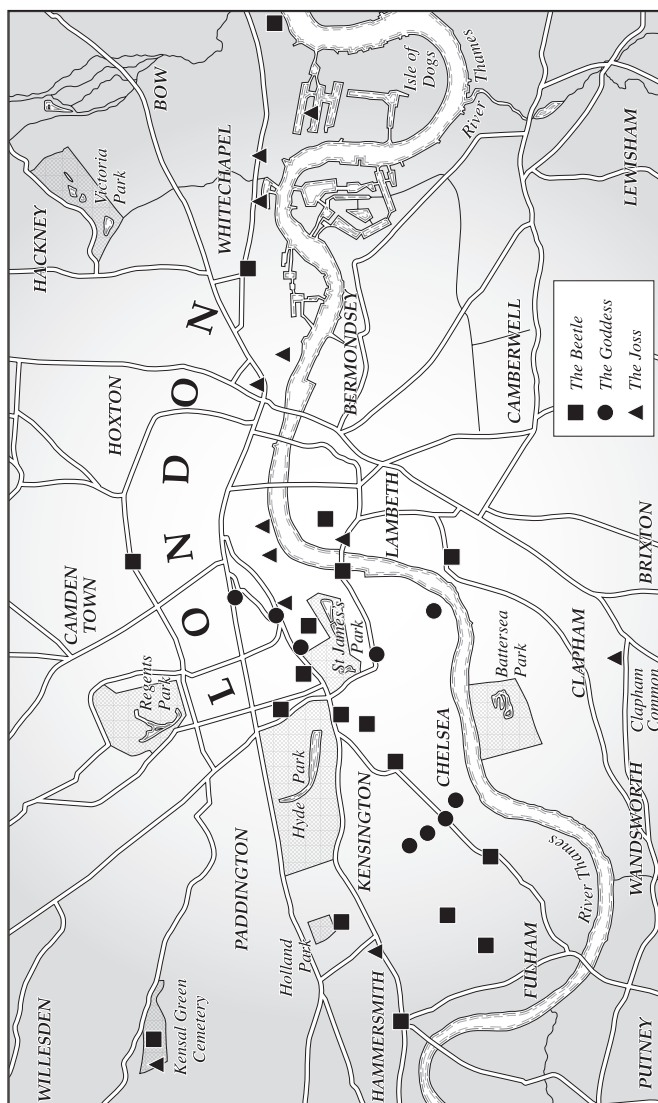 WILLESDEN
Kensal Green
Cemetery
PADDINGTON
Regents
Park
CAMDEN
TOWN
HOXTON
HACKNEY
Victoria
Park
BOW
WHITECHAPEL
LONDON
Hyde Park
Holland
Park
KENSINGTON
HAMMERSMITH
St James.s
Park
LAMBETH
BERMONDSEY
Isle of
Dogs
River Thames
CHELSEA
FULHAM
Battersea
Park
River Thames
CAMBERWELL
LEWISHAM
PUTNEY
WANDSWORTH
CLAPHAM
Clapham
Common
BRIXTON
The Beetle
The Goddess
The Joss